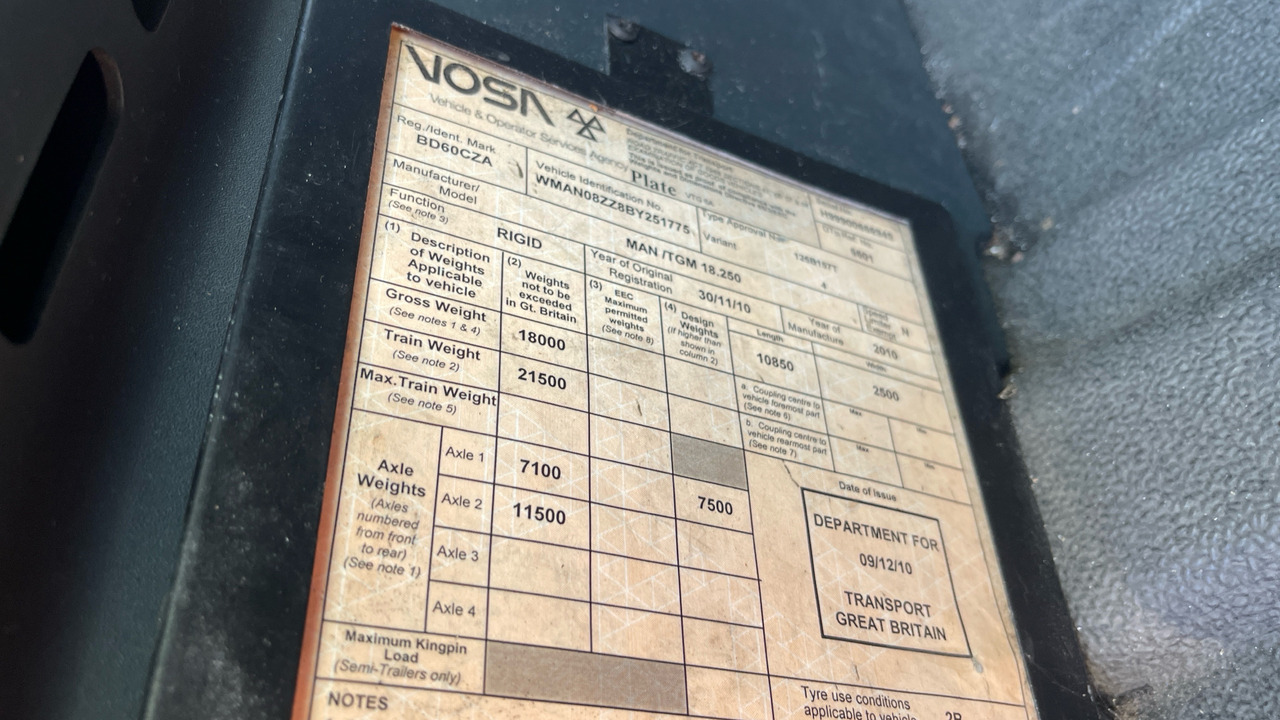 VOSA
Vehicle & Operator Services Agency
Plate
Reg./Ident. Mark
BD60CZA
Vehicle Identification No.
WMAN08ZZ8BY251775
Type Approval
Variant
Manufacturer/
Model
MAN /TGM 18.250
Function
(See note 3)
RIGID
Year of Original
Registration
30/11/10
Year of
Manufacture
2010
(1) Description
of Weights
Applicable
to vehicle
(2) Weights
not to be
exceeded
in Gt. Britain
(3) EEC
Maximum
permitted
weights
(See note 8)
(4) Design
Weights
(if higher than
shown in
column 2)
Length
10850
Width
2500
Gross Weight
(See notes 1 & 4)
18000
Train Weight
(See note 2)
21500
Max.Train Weight
(See note 5)
a. Coupling centre to
vehicle foremost part
(See note 6)
Max
b. Coupling centre to
vehicle rearmost part
(See note 7)
Max
Axle
Weights
(Axles
numbered
from front
to rear)
(See note 1)
Axle 1
7100
Axle 2
11500
7500
Axle 3
Axle 4
Date of Issue
DEPARTMENT FOR
09/12/10
TRANSPORT
GREAT BRITAIN
Maximum Kingpin
Load
(Semi-Trailers only)
NOTES
Tyre use conditions
applicable to vehicle